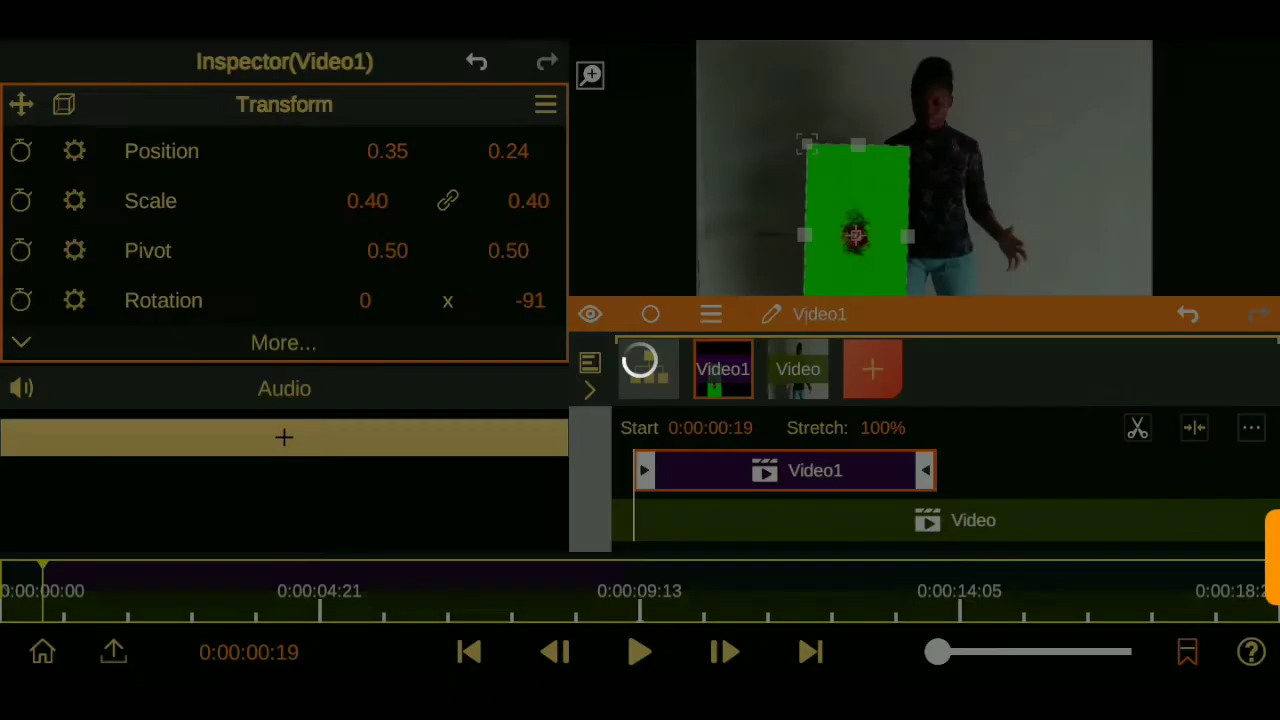 Inspector(Video1)
Transform
Position 0.35 0.24
Scale 0.40 0.40
Pivot 0.50 0.50
Rotation 0 x -91
More...
Audio
+
Video1
Video1 Video +
Start 0:00:00:19 Stretch: 100%
Video1
Video
0:00:00:00 0:00:04:21 0:00:09:13 0:00:14:05 0:00:18:2
0:00:00:19